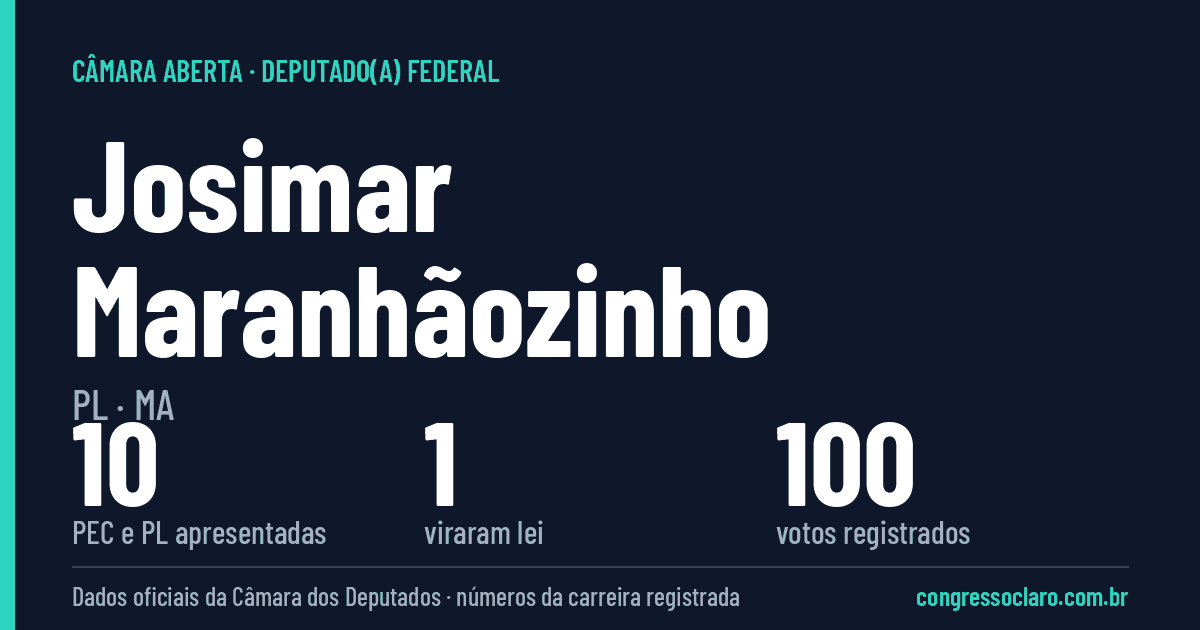 CÂMARA ABERTA · DEPUTADO(A) FEDERAL
Josimar
Maranhãozinho
PL · MA
10 1 100
PEC e PL apresentadas viraram lei votos registrados
Dados oficiais da Câmara dos Deputados · números da carreira registrada congressoclaro.com.br